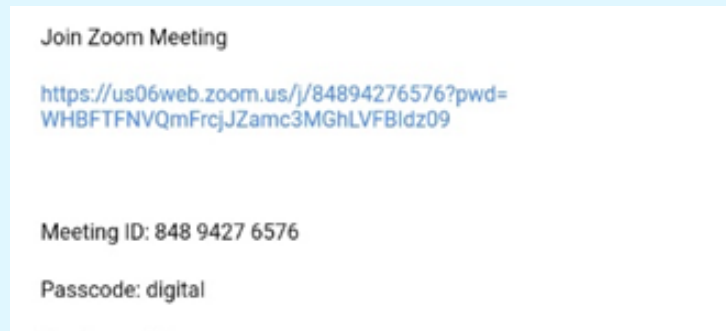 Join Zoom Meeting
https://us06web.zoom.us/j/84894276576?pwd=
WHBFTFNVQmFrcjJZamc3MGhLVFBIdz09
Meeting ID: 848 9427 6576
Passcode: digital